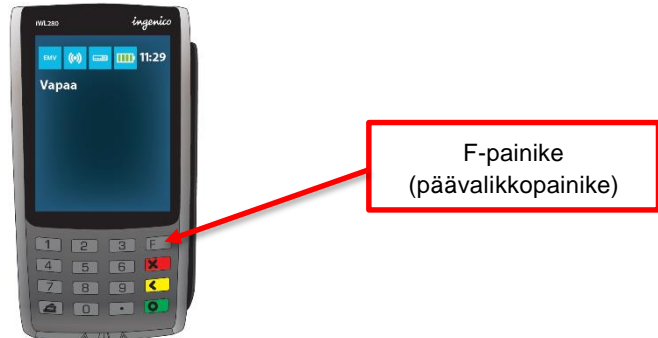 iWL280 ingenico
EMV 11:29
Vapaa
F-painike
(päävalikkopainike)
1 2 3 F
4 5 6
7 8 9
0 .